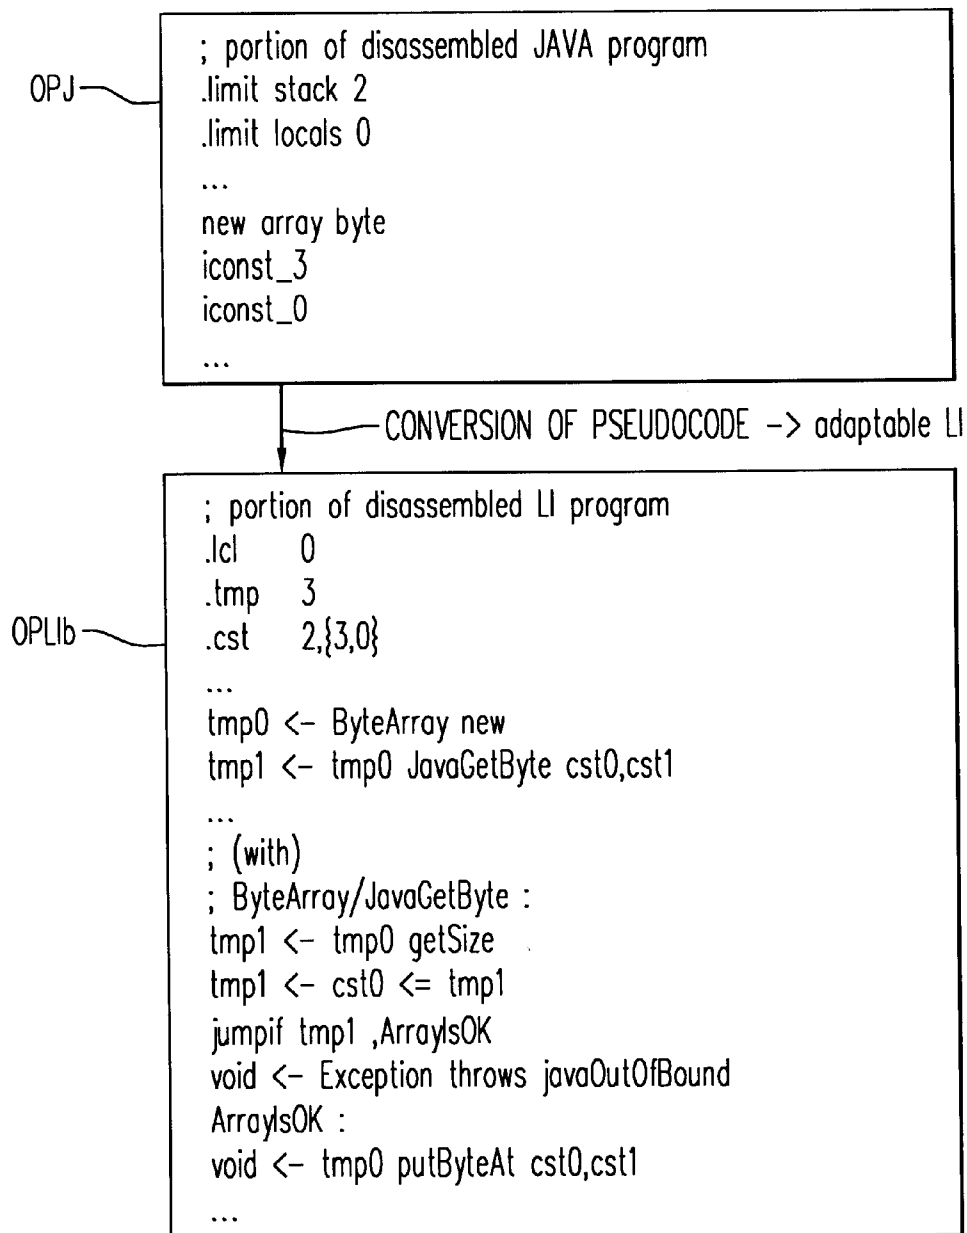 ; portion of disassembled JAVA program
OPJ
.limit stack 2
.limit locals 0
...
new array byte
iconst_3
iconst_0
...
CONVERSION OF PSEUDOCODE -> adaptable LI
; portion of disassembled LI program
.lcl 0
.tmp 3
OPLIb
.cst 2,{3,0}
...
tmp0 <- ByteArray new
tmp1 <- tmp0 JavaGetByte cst0,cst1
...
; (with)
; ByteArray/JavaGetByte :
tmp1 <- tmp0 getSize
tmp1 <- cst0 <= tmp1
jumpif tmp1 ,ArrayIsOK
void <- Exception throws javaOutOfBound
ArrayIsOK :
void <- tmp0 putByteAt cst0,cst1
...